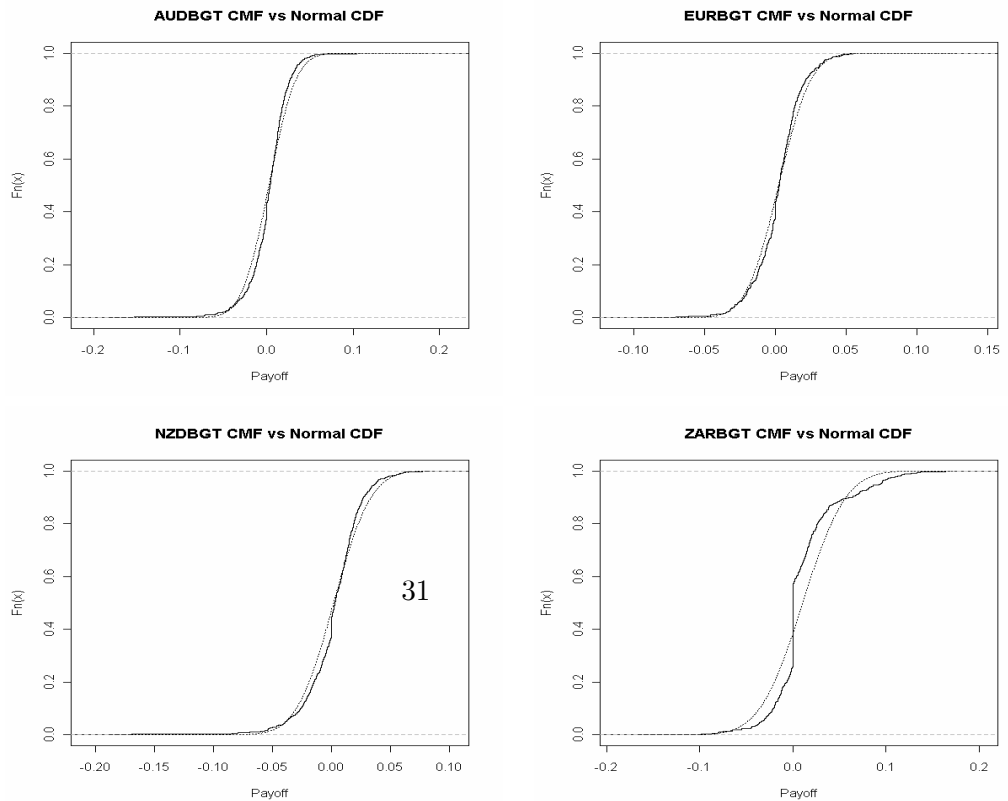 AUDBGT CMF vs Normal CDF
Fn(x)
1.0
0.8
0.6
0.4
0.2
0.0
-0.2 -0.1 0.0 0.1 0.2
Payoff
EURBGT CMF vs Normal CDF
Fn(x)
1.0
0.8
0.6
0.4
0.2
0.0
-0.10 -0.05 0.00 0.05 0.10 0.15
Payoff
NZDBGT CMF vs Normal CDF
Fn(x)
1.0
0.8
0.6
0.4
0.2
0.0
31
-0.20 -0.15 -0.10 -0.05 0.00 0.05 0.10
Payoff
ZARBGT CMF vs Normal CDF
Fn(x)
1.0
0.8
0.6
0.4
0.2
0.0
-0.2 -0.1 0.0 0.1 0.2
Payoff